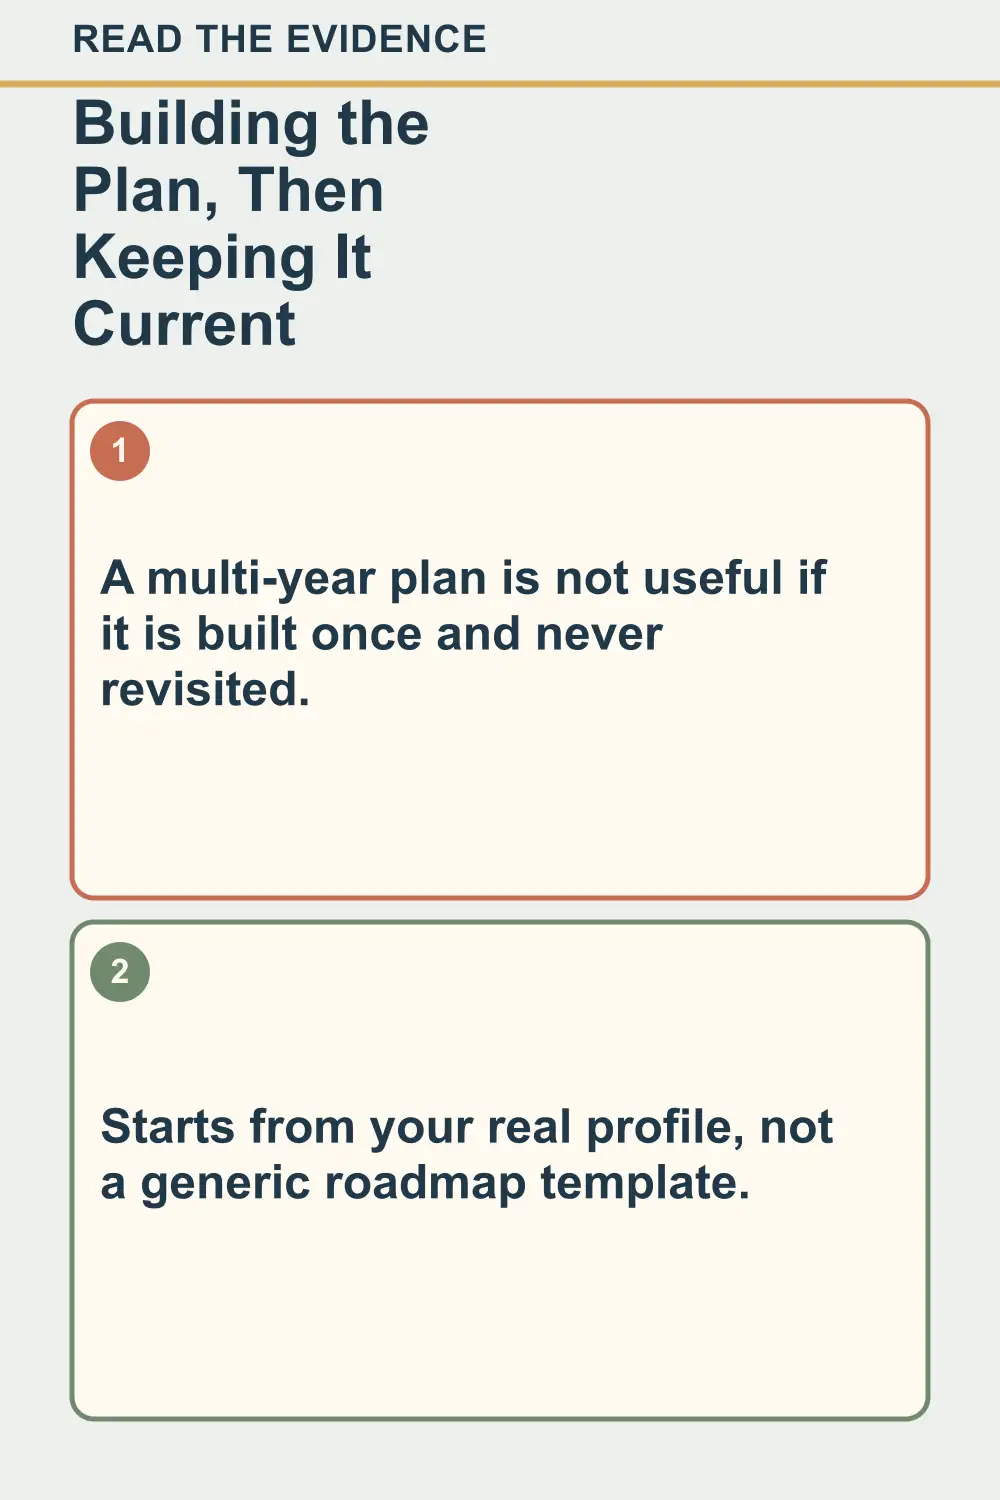 READ THE EVIDENCE
Building the
Plan, Then
Keeping It
Current
1
A multi-year plan is not useful if
it is built once and never
revisited.
2
Starts from your real profile, not
a generic roadmap template.